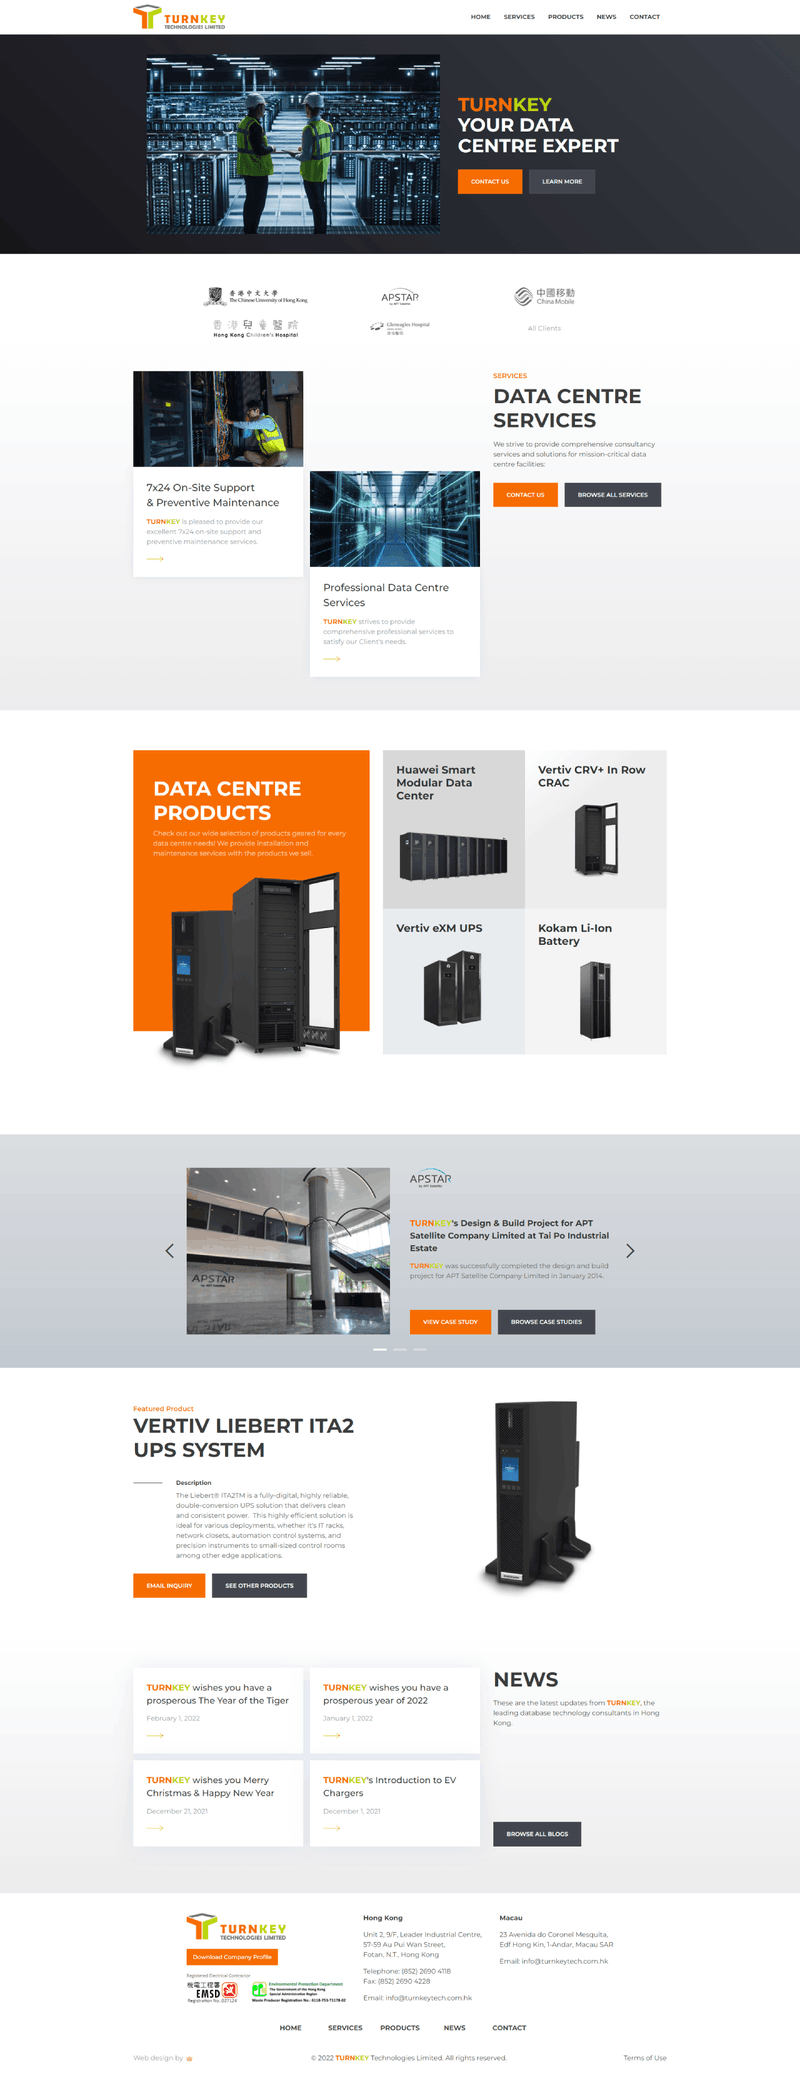 TURNKEY
TECHNOLOGIES LIMITED
HOME SERVICES PRODUCTS NEWS CONTACT
TURNKEY
YOUR DATA
CENTRE EXPERT
CONTACT US LEARN MORE
香港中文大學
The Chinese University of Hong Kong
APSTAR
by APT Satellite
中國移動
China Mobile
香港兒童醫院
Hong Kong Children's Hospital
Gleneagles Hospital
All Clients
SERVICES
DATA CENTRE
SERVICES
We strive to provide comprehensive consultancy
services and solutions for mission-critical data
centre facilities:
CONTACT US BROWSE ALL SERVICES
7x24 On-Site Support
& Preventive Maintenance
TURNKEY is pleased to provide our
excellent 7x24 on-site support and
preventive maintenance services.
Professional Data Centre
Services
TURNKEY strives to provide
comprehensive professional services to
satisfy our Client's needs.
DATA CENTRE
PRODUCTS
Check out our wide selection of products geared for every
data centre needs! We provide installation and
maintenance services with the products we sell.
Huawei Smart
Modular Data
Center
Vertiv CRV+ In Row
CRAC
Vertiv eXM UPS
Kokam Li-Ion
Battery
APSTAR
APSTAR
by APT Satellite
TURNKEY's Design & Build Project for APT
Satellite Company Limited at Tai Po Industrial
Estate
TURNKEY was successfully completed the design and build
project for APT Satellite Company Limited in January 2014.
VIEW CASE STUDY BROWSE CASE STUDIES
Featured Product
VERTIV LIEBERT ITA2
UPS SYSTEM
Description
The Liebert® ITA2TM is a fully-digital, highly reliable,
double-conversion UPS solution that delivers clean
and consistent power. This highly efficient solution is
ideal for various deployments, whether it's IT racks,
network closets, automation control systems, and
precision instruments to small-sized control rooms
among other edge applications.
EMAIL INQUIRY SEE OTHER PRODUCTS
TURNKEY wishes you have a
prosperous The Year of the Tiger
February 1, 2022
TURNKEY wishes you have a
prosperous year of 2022
January 1, 2022
TURNKEY wishes you Merry
Christmas & Happy New Year
December 21, 2021
TURNKEY's Introduction to EV
Chargers
December 1, 2021
NEWS
These are the latest updates from TURNKEY, the
leading database technology consultants in Hong
Kong.
BROWSE ALL BLOGS
TURNKEY
TECHNOLOGIES LIMITED
Download Company Profile
Registered Electrical Contractor
機電工程署
EMSD
Registration No.: 027124
Environmental Protection Department
The Government of the Hong Kong
Special Administrative Region
Waste Producer Registration No.: 5118-755-T3178-02
Hong Kong
Unit 2, 9/F, Leader Industrial Centre,
57-59 Au Pui Wan Street,
Fotan, N.T., Hong Kong
Telephone: (852) 2690 4118
Fax: (852) 2690 4228
Email: info@turnkeytech.com.hk
Macau
23 Avenida do Coronel Mesquita,
Edf Hong Kin, 1-Andar, Macau SAR
Email: info@turnkeytech.com.hk
HOME SERVICES PRODUCTS NEWS CONTACT
Web design by
© 2022 TURNKEY Technologies Limited. All rights reserved.
Terms of Use